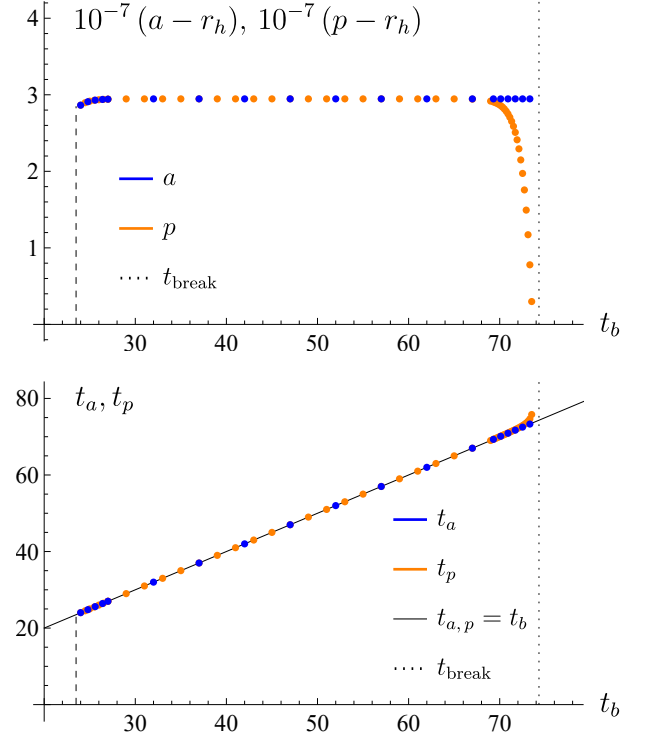 10⁻⁷ (a − r_h), 10⁻⁷ (p − r_h)
4
3
2
1
a
p
t_break
30 40 50 60 70
t_b
t_a, t_p
80
60
40
20
t_a
t_p
t_{a,p} = t_b
t_break
30 40 50 60 70
t_b